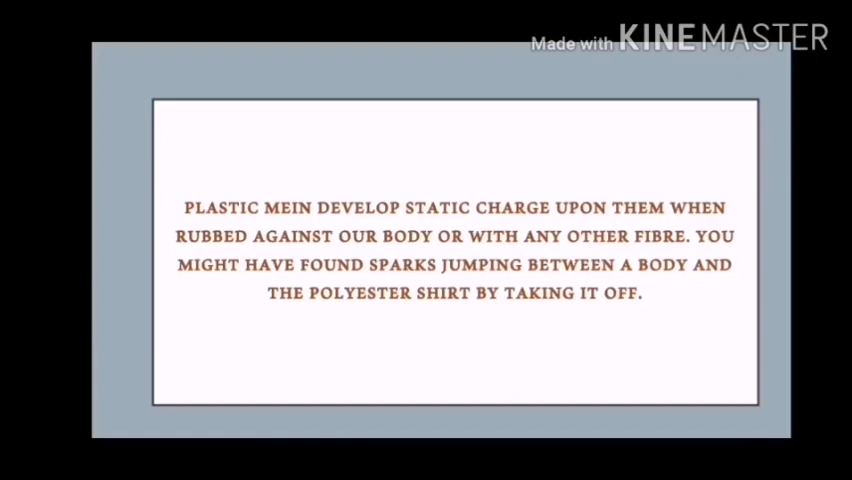 Made with KINEMASTER
PLASTIC MEIN DEVELOP STATIC CHARGE UPON THEM WHEN
RUBBED AGAINST OUR BODY OR WITH ANY OTHER FIBRE. YOU
MIGHT HAVE FOUND SPARKS JUMPING BETWEEN A BODY AND
THE POLYESTER SHIRT BY TAKING IT OFF.